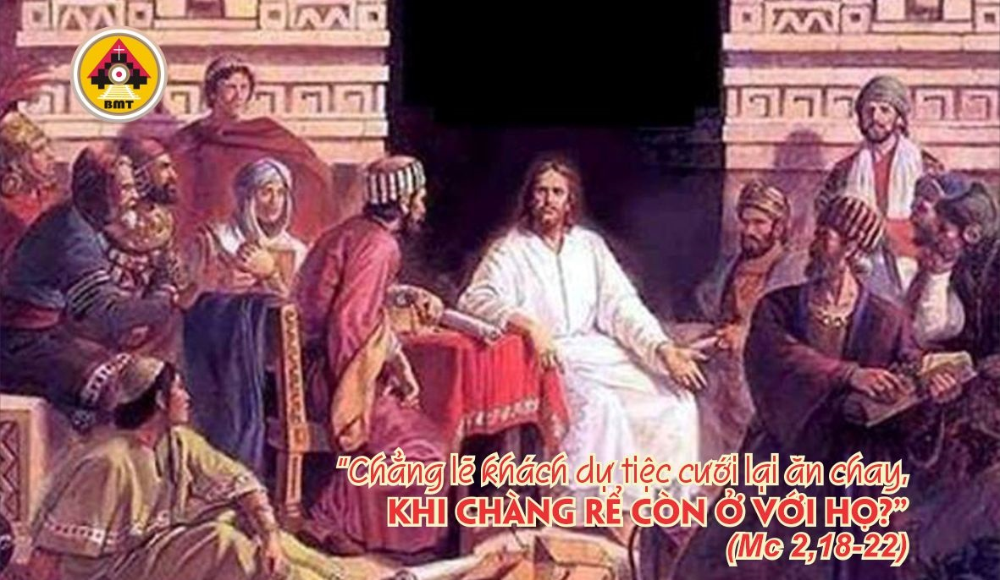 BMT
"Chẳng lẽ khách dự tiệc cưới lại ăn chay,
KHI CHÀNG RỂ CÒN Ở VỚI HỌ?"
(Mc 2,18-22)